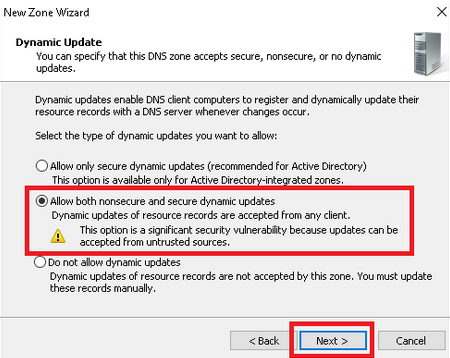 New Zone Wizard
Dynamic Update
You can specify that this DNS zone accepts secure, nonsecure, or no dynamic
updates.
Dynamic updates enable DNS client computers to register and dynamically update their
resource records with a DNS server whenever changes occur.
Select the type of dynamic updates you want to allow:
Allow only secure dynamic updates (recommended for Active Directory)
This option is available only for Active Directory-integrated zones.
Allow both nonsecure and secure dynamic updates
Dynamic updates of resource records are accepted from any client.
This option is a significant security vulnerability because updates can be
accepted from untrusted sources.
Do not allow dynamic updates
Dynamic updates of resource records are not accepted by this zone. You must update
these records manually.
< Back Next > Cancel